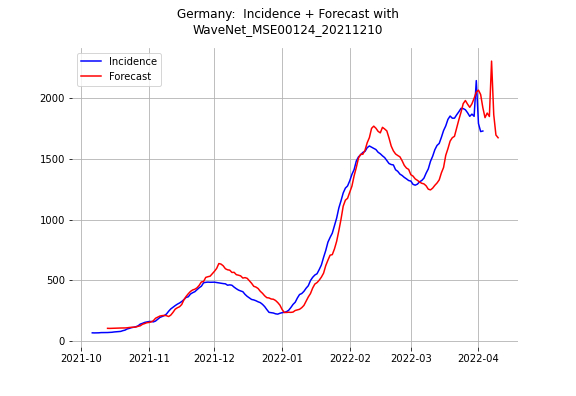 Germany:  Incidence + Forecast with
WaveNet_MSE00124_20211210
Incidence
Forecast
2000
1500
1000
500
0
2021-10 2021-11 2021-12 2022-01 2022-02 2022-03 2022-04